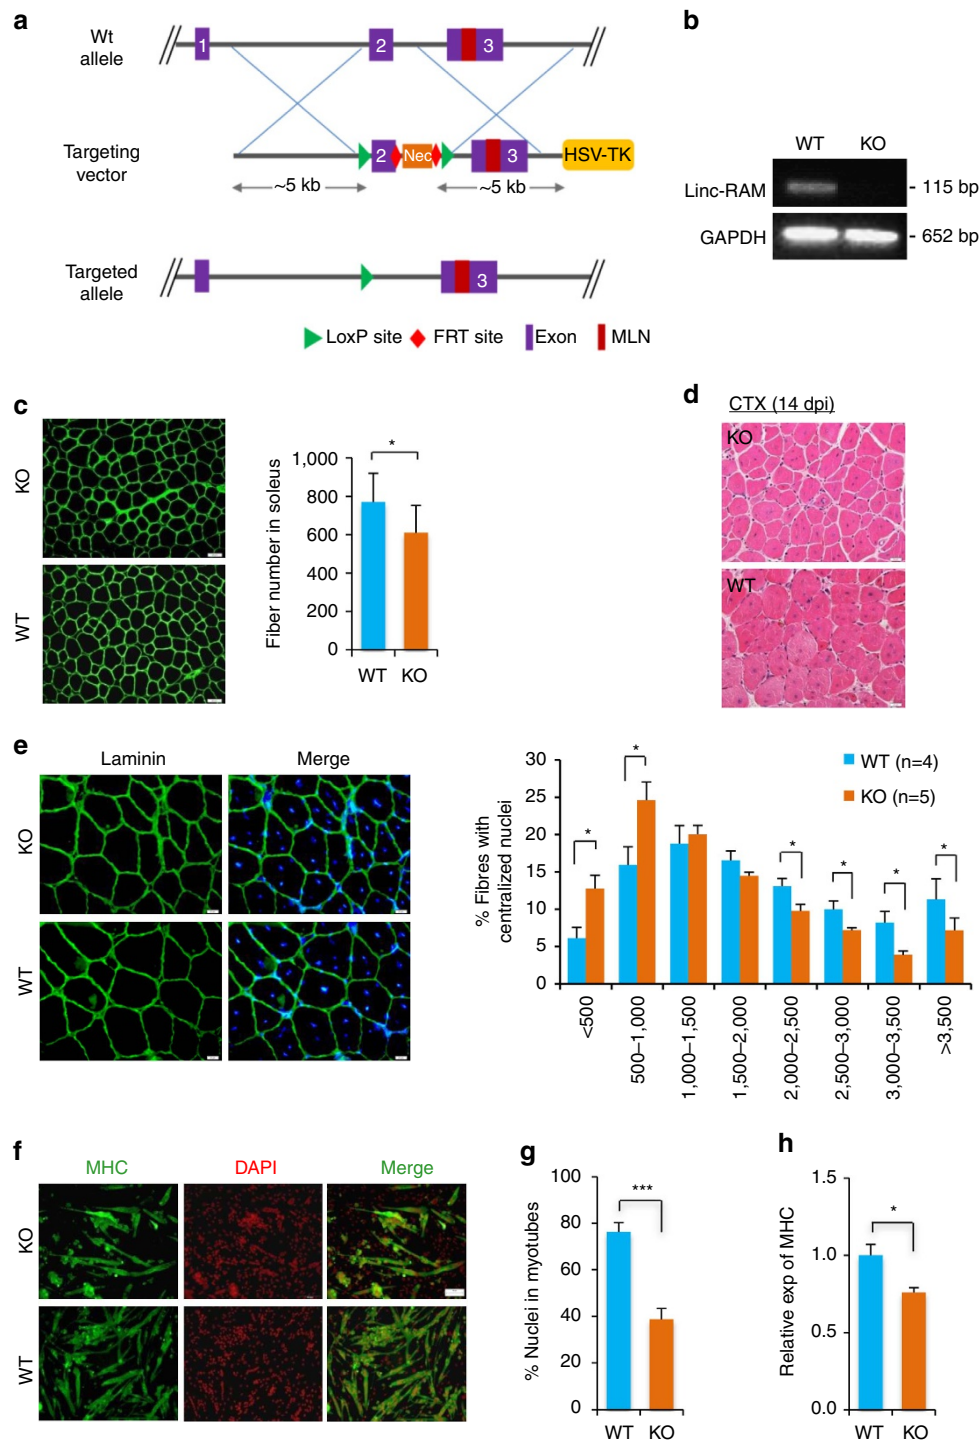 a
Wt
allele
1
2
3
Targeting
vector
2
Nec
3
HSV-TK
~5 kb
~5 kb
Targeted
allele
3
LoxP site
FRT site
Exon
MLN
b
WT KO
Linc-RAM
- 115 bp
GAPDH
- 652 bp
c
KO
WT
Fiber number in soleus
1,000
800
600
400
200
0
*
WT KO
d
CTX (14 dpi)
KO
WT
e
Laminin Merge
KO
WT
% Fibres with
centralized nuclei
30
25
20
15
10
5
0
* * * * * *
WT (n=4)
KO (n=5)
<500
500–1,000
1,000–1,500
1,500–2,000
2,000–2,500
2,500–3,000
3,000–3,500
>3,500
f
MHC DAPI Merge
KO
WT
g
% Nuclei in myotubes
100
80
60
40
20
0
***
WT KO
h
Relative exp of MHC
1.5
1.0
0.5
0.0
*
WT KO